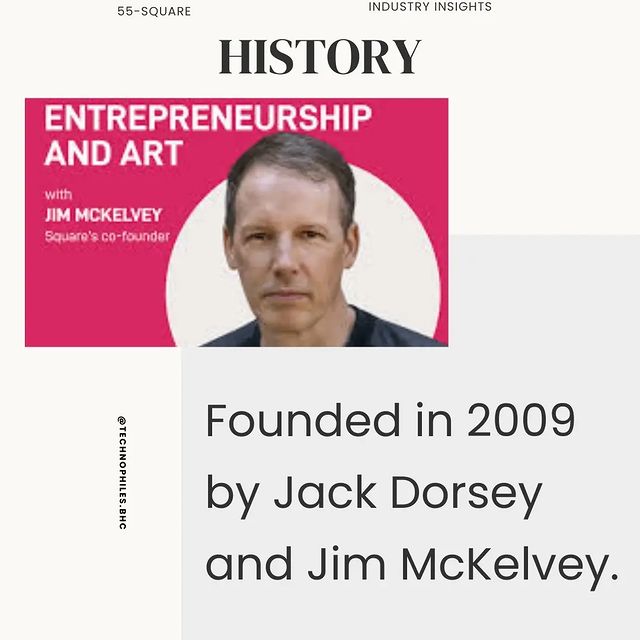 55-SQUARE
INDUSTRY INSIGHTS
HISTORY
ENTREPRENEURSHIP
AND ART
with
JIM MCKELVEY
Square's co-founder
@TECHNOPHILES.BHC
Founded in 2009
by Jack Dorsey
and Jim McKelvey.